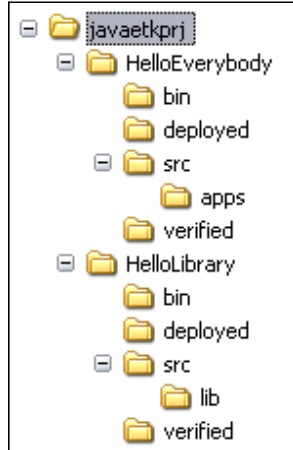 javaetkprj
HelloEverybody
bin
deployed
src
apps
verified
HelloLibrary
bin
deployed
src
lib
verified